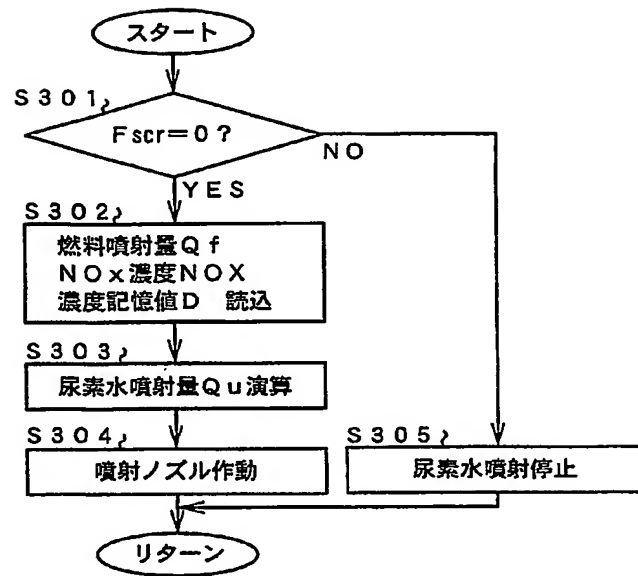 スタート
S301
Fscr=0?
NO
YES
S302
燃料噴射量Qf
NOx濃度NOX
濃度記憶値D 読込
S303
尿素水噴射量Qu演算
S304
噴射ノズル作動
S305
尿素水噴射停止
リターン